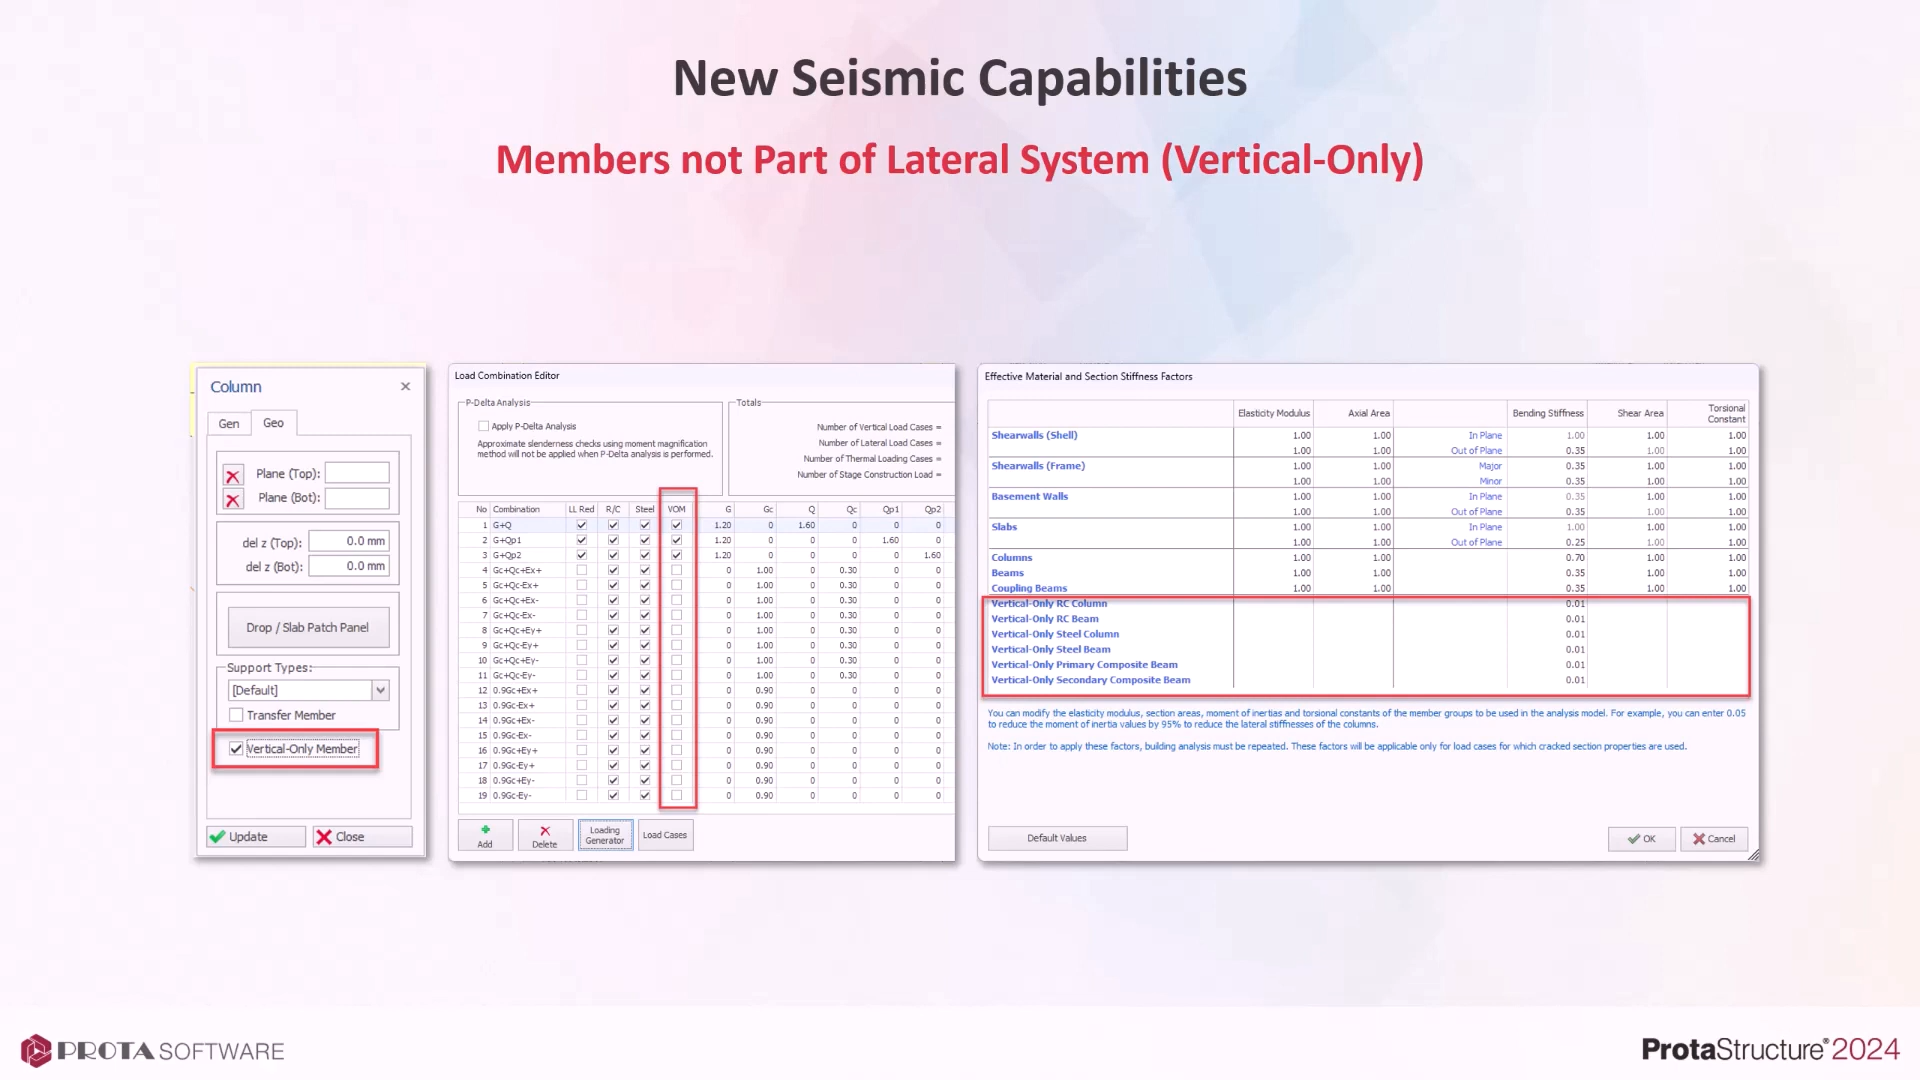 New Seismic Capabilities
Members not Part of Lateral System (Vertical-Only)
Column
Gen Geo
Plane (Top):
Plane (Bot):
del z (Top): 0.0 mm
del z (Bot): 0.0 mm
Drop / Slab Patch Panel
Support Types:
[Default]
Transfer Member
Vertical-Only Member
Update Close
Load Combination Editor
P-Delta Analysis
Apply P-Delta Analysis
Approximate slenderness checks using moment magnification
method will not be applied when P-Delta analysis is performed.
Totals
Number of Vertical Load Cases =
Number of Lateral Load Cases =
Number of Thermal Loading Cases =
Number of Stage Construction Load =
No Combination LL Red R/C Steel VOM G Gc Q Qc Qp1 Qp2
1 G+Q 1.20 0 1.60 0 0 0
2 G+Qp1 1.20 0 0 0 1.60 0
3 G+Qp2 1.20 0 0 0 0 1.60
4 Gc+Qc+Ex+ 0 1.00 0 0.30 0 0
5 Gc+Qc-Ex+ 0 1.00 0 0.30 0 0
6 Gc+Qc+Ex- 0 1.00 0 0.30 0 0
7 Gc+Qc-Ex- 0 1.00 0 0.30 0 0
8 Gc+Qc+Ey+ 0 1.00 0 0.30 0 0
9 Gc+Qc-Ey+ 0 1.00 0 0.30 0 0
10 Gc+Qc+Ey- 0 1.00 0 0.30 0 0
11 Gc+Qc-Ey- 0 1.00 0 0.30 0 0
12 0.9Gc+Ex+ 0 0.90 0 0 0 0
13 0.9Gc-Ex+ 0 0.90 0 0 0 0
14 0.9Gc+Ex- 0 0.90 0 0 0 0
15 0.9Gc-Ex- 0 0.90 0 0 0 0
16 0.9Gc+Ey+ 0 0.90 0 0 0 0
17 0.9Gc-Ey+ 0 0.90 0 0 0 0
18 0.9Gc+Ey- 0 0.90 0 0 0 0
19 0.9Gc-Ey- 0 0.90 0 0 0 0
Add Delete Loading Generator Load Cases
Effective Material and Section Stiffness Factors
Elasticity Modulus Axial Area Bending Stiffness Shear Area Torsional Constant
Shearwalls (Shell) 1.00 1.00 In Plane 1.00 1.00 1.00
1.00 1.00 Out of Plane 0.35 1.00 1.00
Shearwalls (Frame) 1.00 1.00 Major 0.35 1.00 1.00
1.00 1.00 Minor 0.35 1.00 1.00
Basement Walls 1.00 1.00 In Plane 0.35 1.00 1.00
1.00 1.00 Out of Plane 0.35 1.00 1.00
Slabs 1.00 1.00 In Plane 1.00 1.00 1.00
1.00 1.00 Out of Plane 0.25 1.00 1.00
Columns 1.00 1.00 0.70 1.00 1.00
Beams 1.00 1.00 0.35 1.00 1.00
Coupling Beams 1.00 1.00 0.35 1.00 1.00
Vertical-Only RC Column 0.01
Vertical-Only RC Beam 0.01
Vertical-Only Steel Column 0.01
Vertical-Only Steel Beam 0.01
Vertical-Only Primary Composite Beam 0.01
Vertical-Only Secondary Composite Beam 0.01
You can modify the elasticity modulus, section areas, moment of inertias and torsional constants of the member groups to be used in the analysis model. For example, you can enter 0.05
to reduce the moment of inertia values by 95% to reduce the lateral stiffnesses of the columns.
Note: In order to apply these factors, building analysis must be repeated. These factors will be applicable only for load cases for which cracked section properties are used.
Default Values OK Cancel
PROTA SOFTWARE
ProtaStructure® 2024